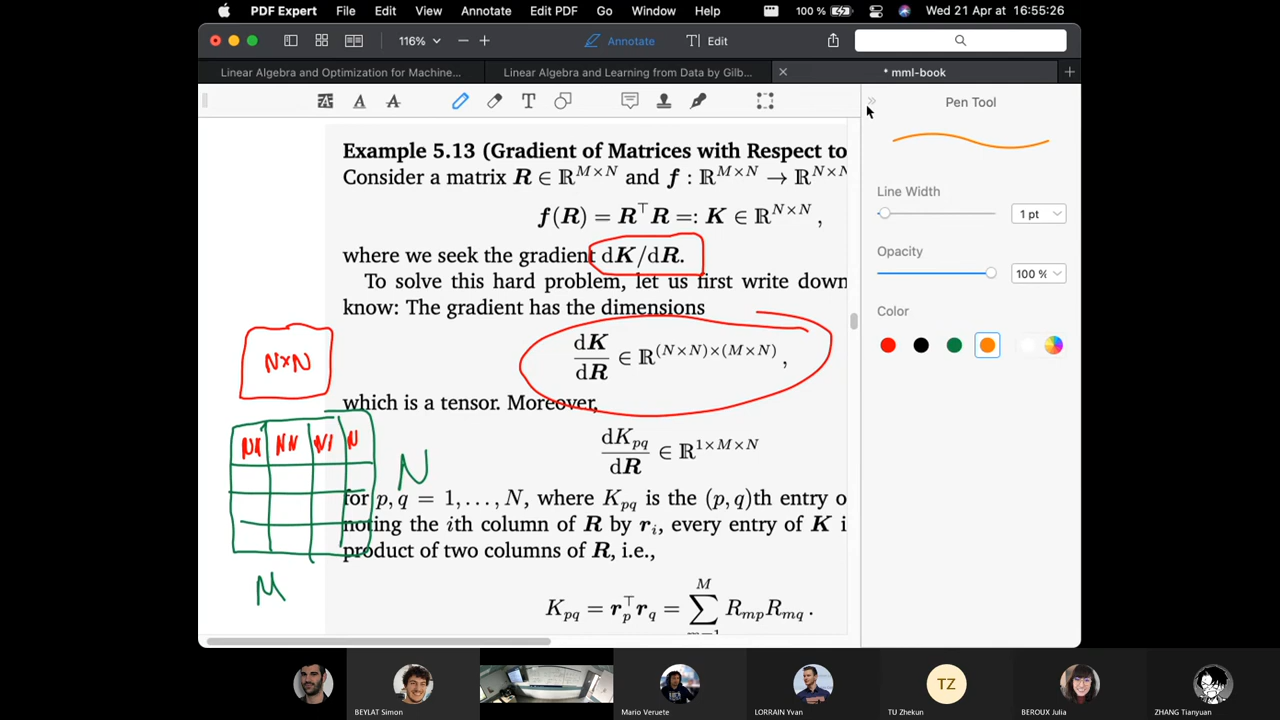 PDF Expert File Edit View Annotate Edit PDF Go Window Help 100 % Wed 21 Apr at 16:55:26
116% Annotate Edit
Linear Algebra and Optimization for Machine... Linear Algebra and Learning from Data by Gilb... * mml-book
Pen Tool
Line Width
1 pt
Opacity
100 %
Color
Example 5.13 (Gradient of Matrices with Respect to
Consider a matrix R ∈ ℝ^{M×N} and f : ℝ^{M×N} → ℝ^{N×N}
f(R) = R^⊤R =: K ∈ ℝ^{N×N} ,
where we seek the gradient dK/dR.
To solve this hard problem, let us first write down
know: The gradient has the dimensions
dK/dR ∈ ℝ^{(N×N)×(M×N)} ,
N×N
which is a tensor. Moreover,
dK_{pq}/dR ∈ ℝ^{1×M×N}
NN
N
for p, q = 1, . . . , N, where K_{pq} is the (p, q)th entry o
noting the ith column of R by r_i, every entry of K i
product of two columns of R, i.e.,
M
K_{pq} = r_p^⊤ r_q = ∑_{m=1}^{M} R_{mp}R_{mq} .
BEYLAT Simon Mario Veruete LORRAIN Yvan TZ TU Zhekun BEROUX Julia ZHANG Tianyuan